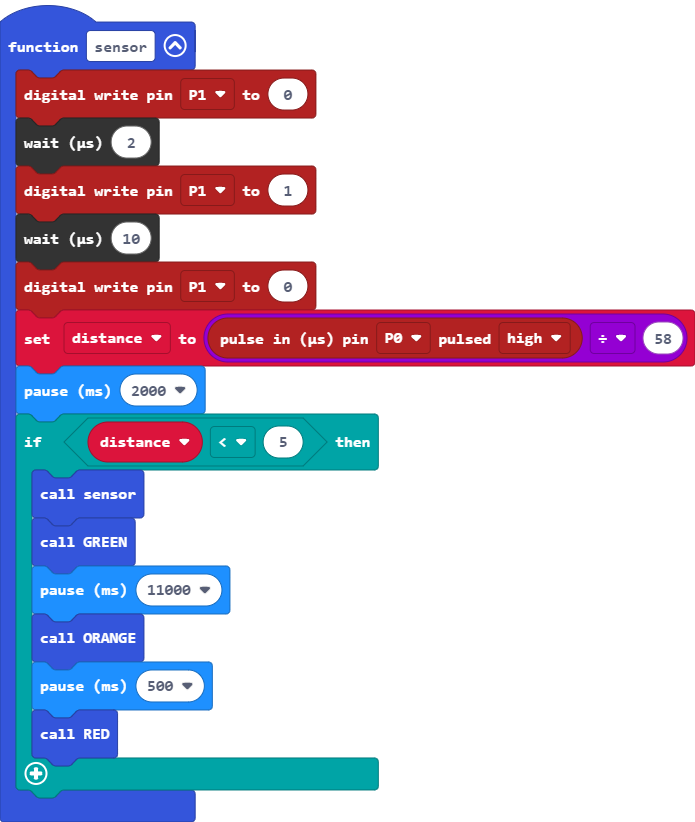 function sensor
digital write pin P1 to 0
wait (µs) 2
digital write pin P1 to 1
wait (µs) 10
digital write pin P1 to 0
set distance to pulse in (µs) pin P0 pulsed high ÷ 58
pause (ms) 2000
if distance < 5 then
call sensor
call GREEN
pause (ms) 11000
call ORANGE
pause (ms) 500
call RED